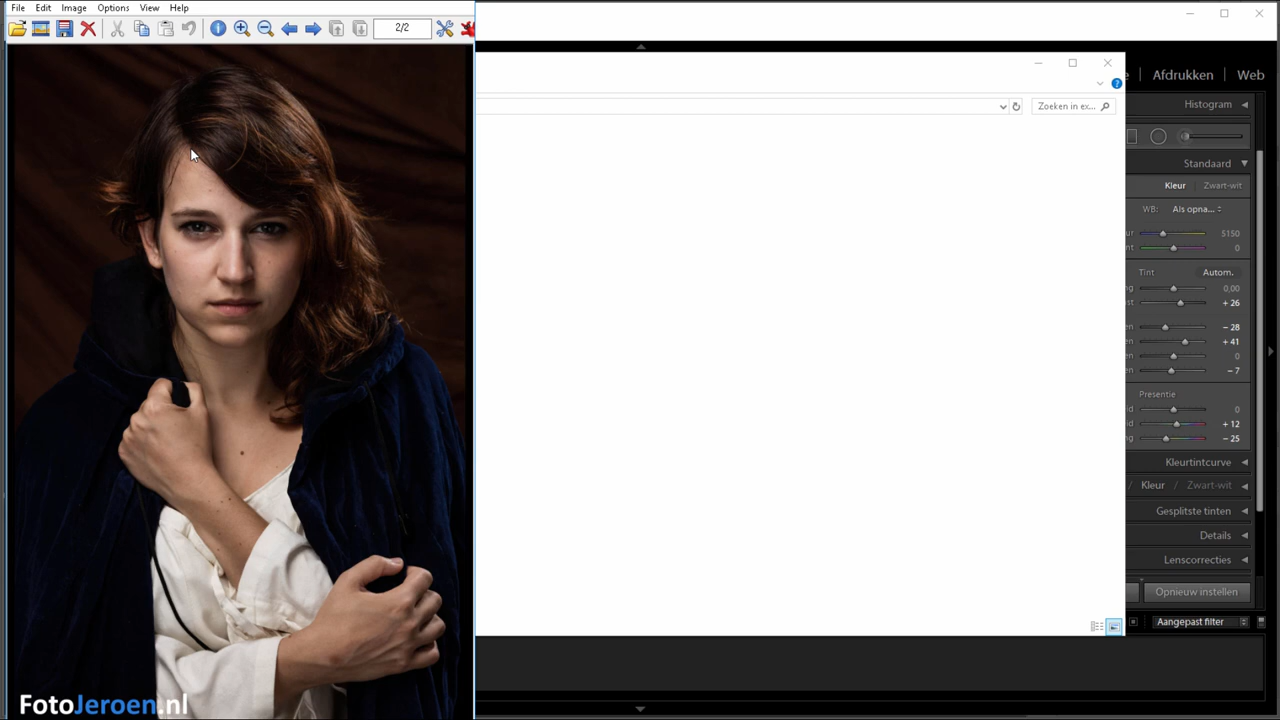 File Edit Image Options View Help
2/2
Zoeken in ex...
Afdrukken | Web
Histogram
Standaard
Kleur Zwart-wit
WB: Als opna...
5150
0
Tint Autom.
0,00
+ 26
− 28
+ 41
0
− 7
Presentie
0
+ 12
− 25
Kleurtintcurve
/ Kleur / Zwart-wit
Gesplitste tinten
Details
Lenscorrecties
Opnieuw instellen
Aangepast filter
FotoJeroen.nl